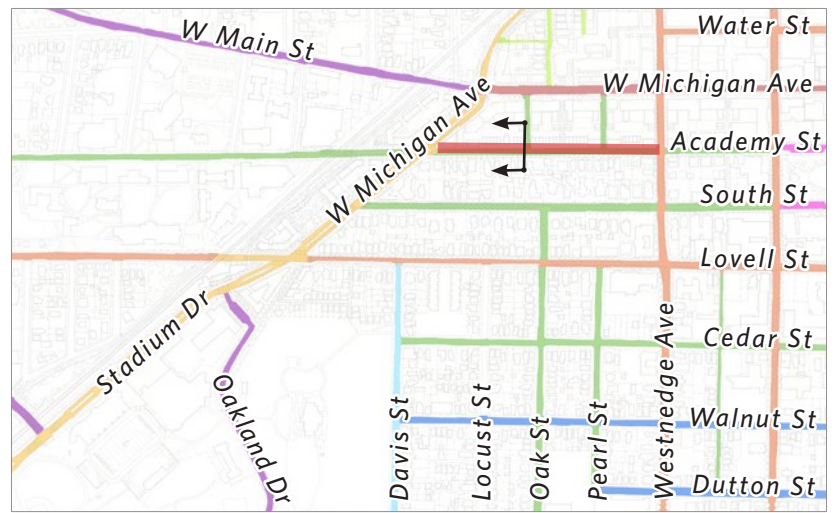 Water St
W Main St
W Michigan Ave
W Michigan Ave
Academy St
South St
Lovell St
Stadium Dr
Cedar St
Oakland Dr
Davis St
Locust St
Oak St
Pearl St
Westnedge Ave
Walnut St
Dutton St